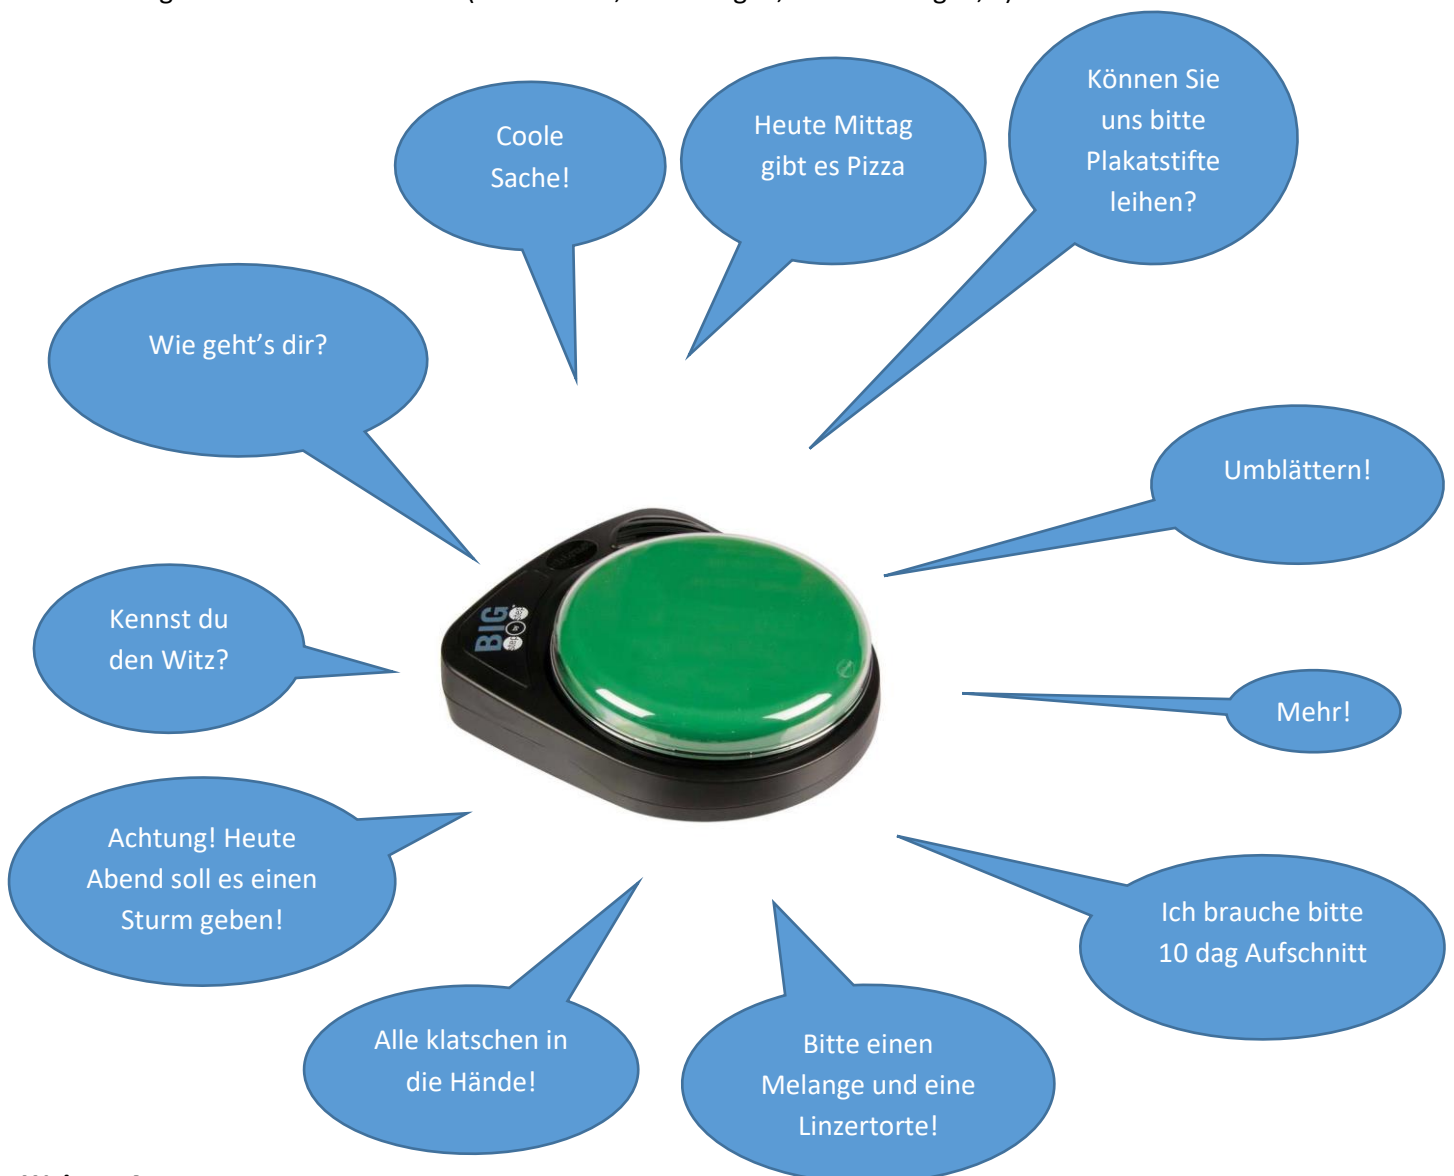 Coole
Sache!
Heute Mittag
gibt es Pizza
Können Sie
uns bitte
Plakatstifte
leihen?
Wie geht’s dir?
Umblättern!
Kennst du
den Witz?
BIG
Mehr!
Achtung! Heute
Abend soll es einen
Sturm geben!
Ich brauche bitte
10 dag Aufschnitt
Alle klatschen in
die Hände!
Bitte einen
Melange und eine
Linzertorte!